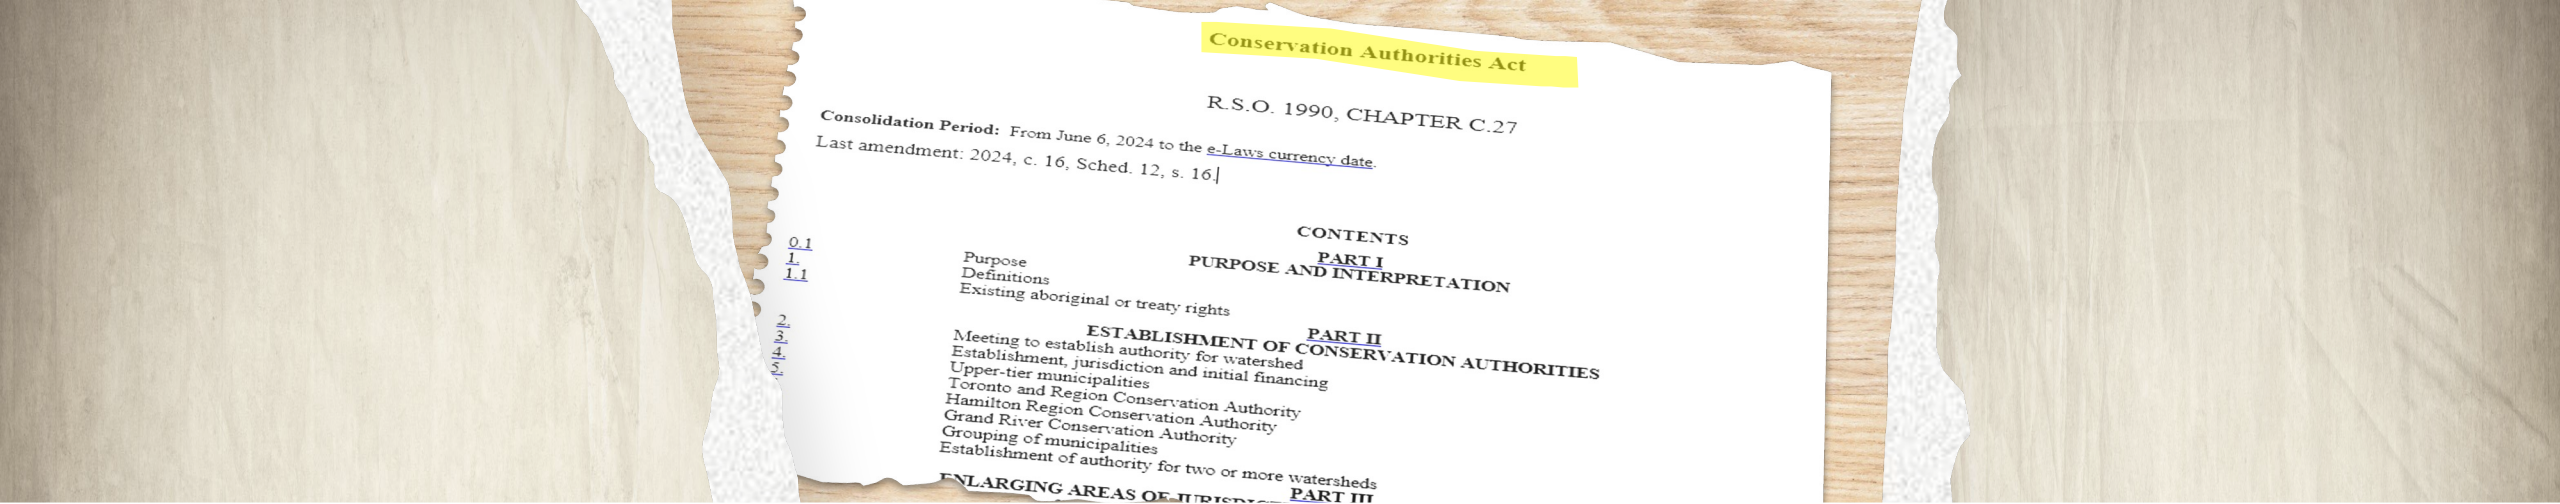 Conservation Authorities Act
R.S.O. 1990, CHAPTER C.27
Consolidation Period: From June 6, 2024 to the e-Laws currency date.
Last amendment: 2024, c. 16, Sched. 12, s. 16.
CONTENTS
PART I
PURPOSE AND INTERPRETATION
0.1 Purpose
1. Definitions
1.1 Existing aboriginal or treaty rights
PART II
ESTABLISHMENT OF CONSERVATION AUTHORITIES
2. Meeting to establish authority for watershed
3. Establishment, jurisdiction and initial financing
4. Upper-tier municipalities
5. Toronto and Region Conservation Authority
Hamilton Region Conservation Authority
Grand River Conservation Authority
Grouping of municipalities
Establishment of authority for two or more watersheds
PART III
ENLARGING AREAS OF